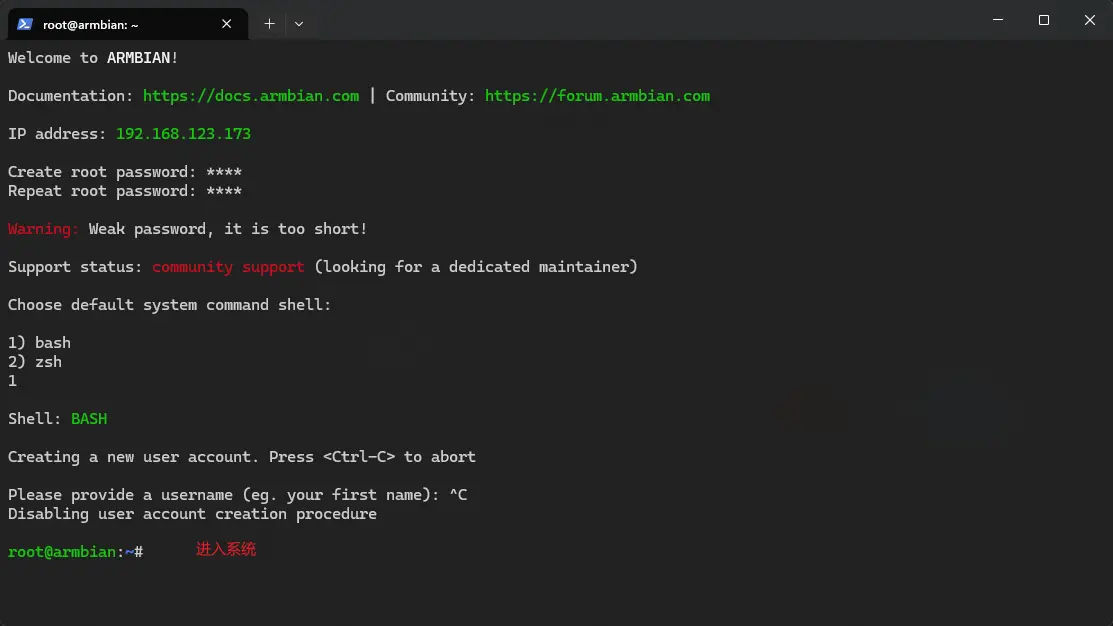 root@armbian: ~
Welcome to ARMBIAN!
Documentation: https://docs.armbian.com | Community: https://forum.armbian.com
IP address: 192.168.123.173
Create root password: ****
Repeat root password: ****
Warning: Weak password, it is too short!
Support status: community support (looking for a dedicated maintainer)
Choose default system command shell:
1) bash
2) zsh
1
Shell: BASH
Creating a new user account. Press <Ctrl-C> to abort
Please provide a username (eg. your first name): ^C
Disabling user account creation procedure
root@armbian:~# 进入系统